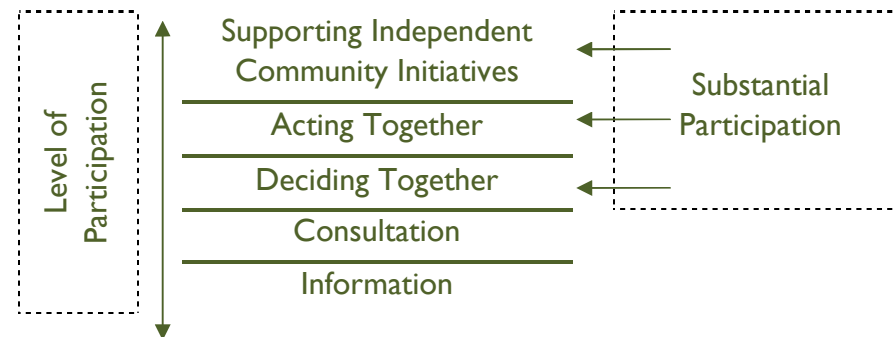 Level of
Participation
Supporting Independent
Community Initiatives
Acting Together
Deciding Together
Consultation
Information
Substantial
Participation